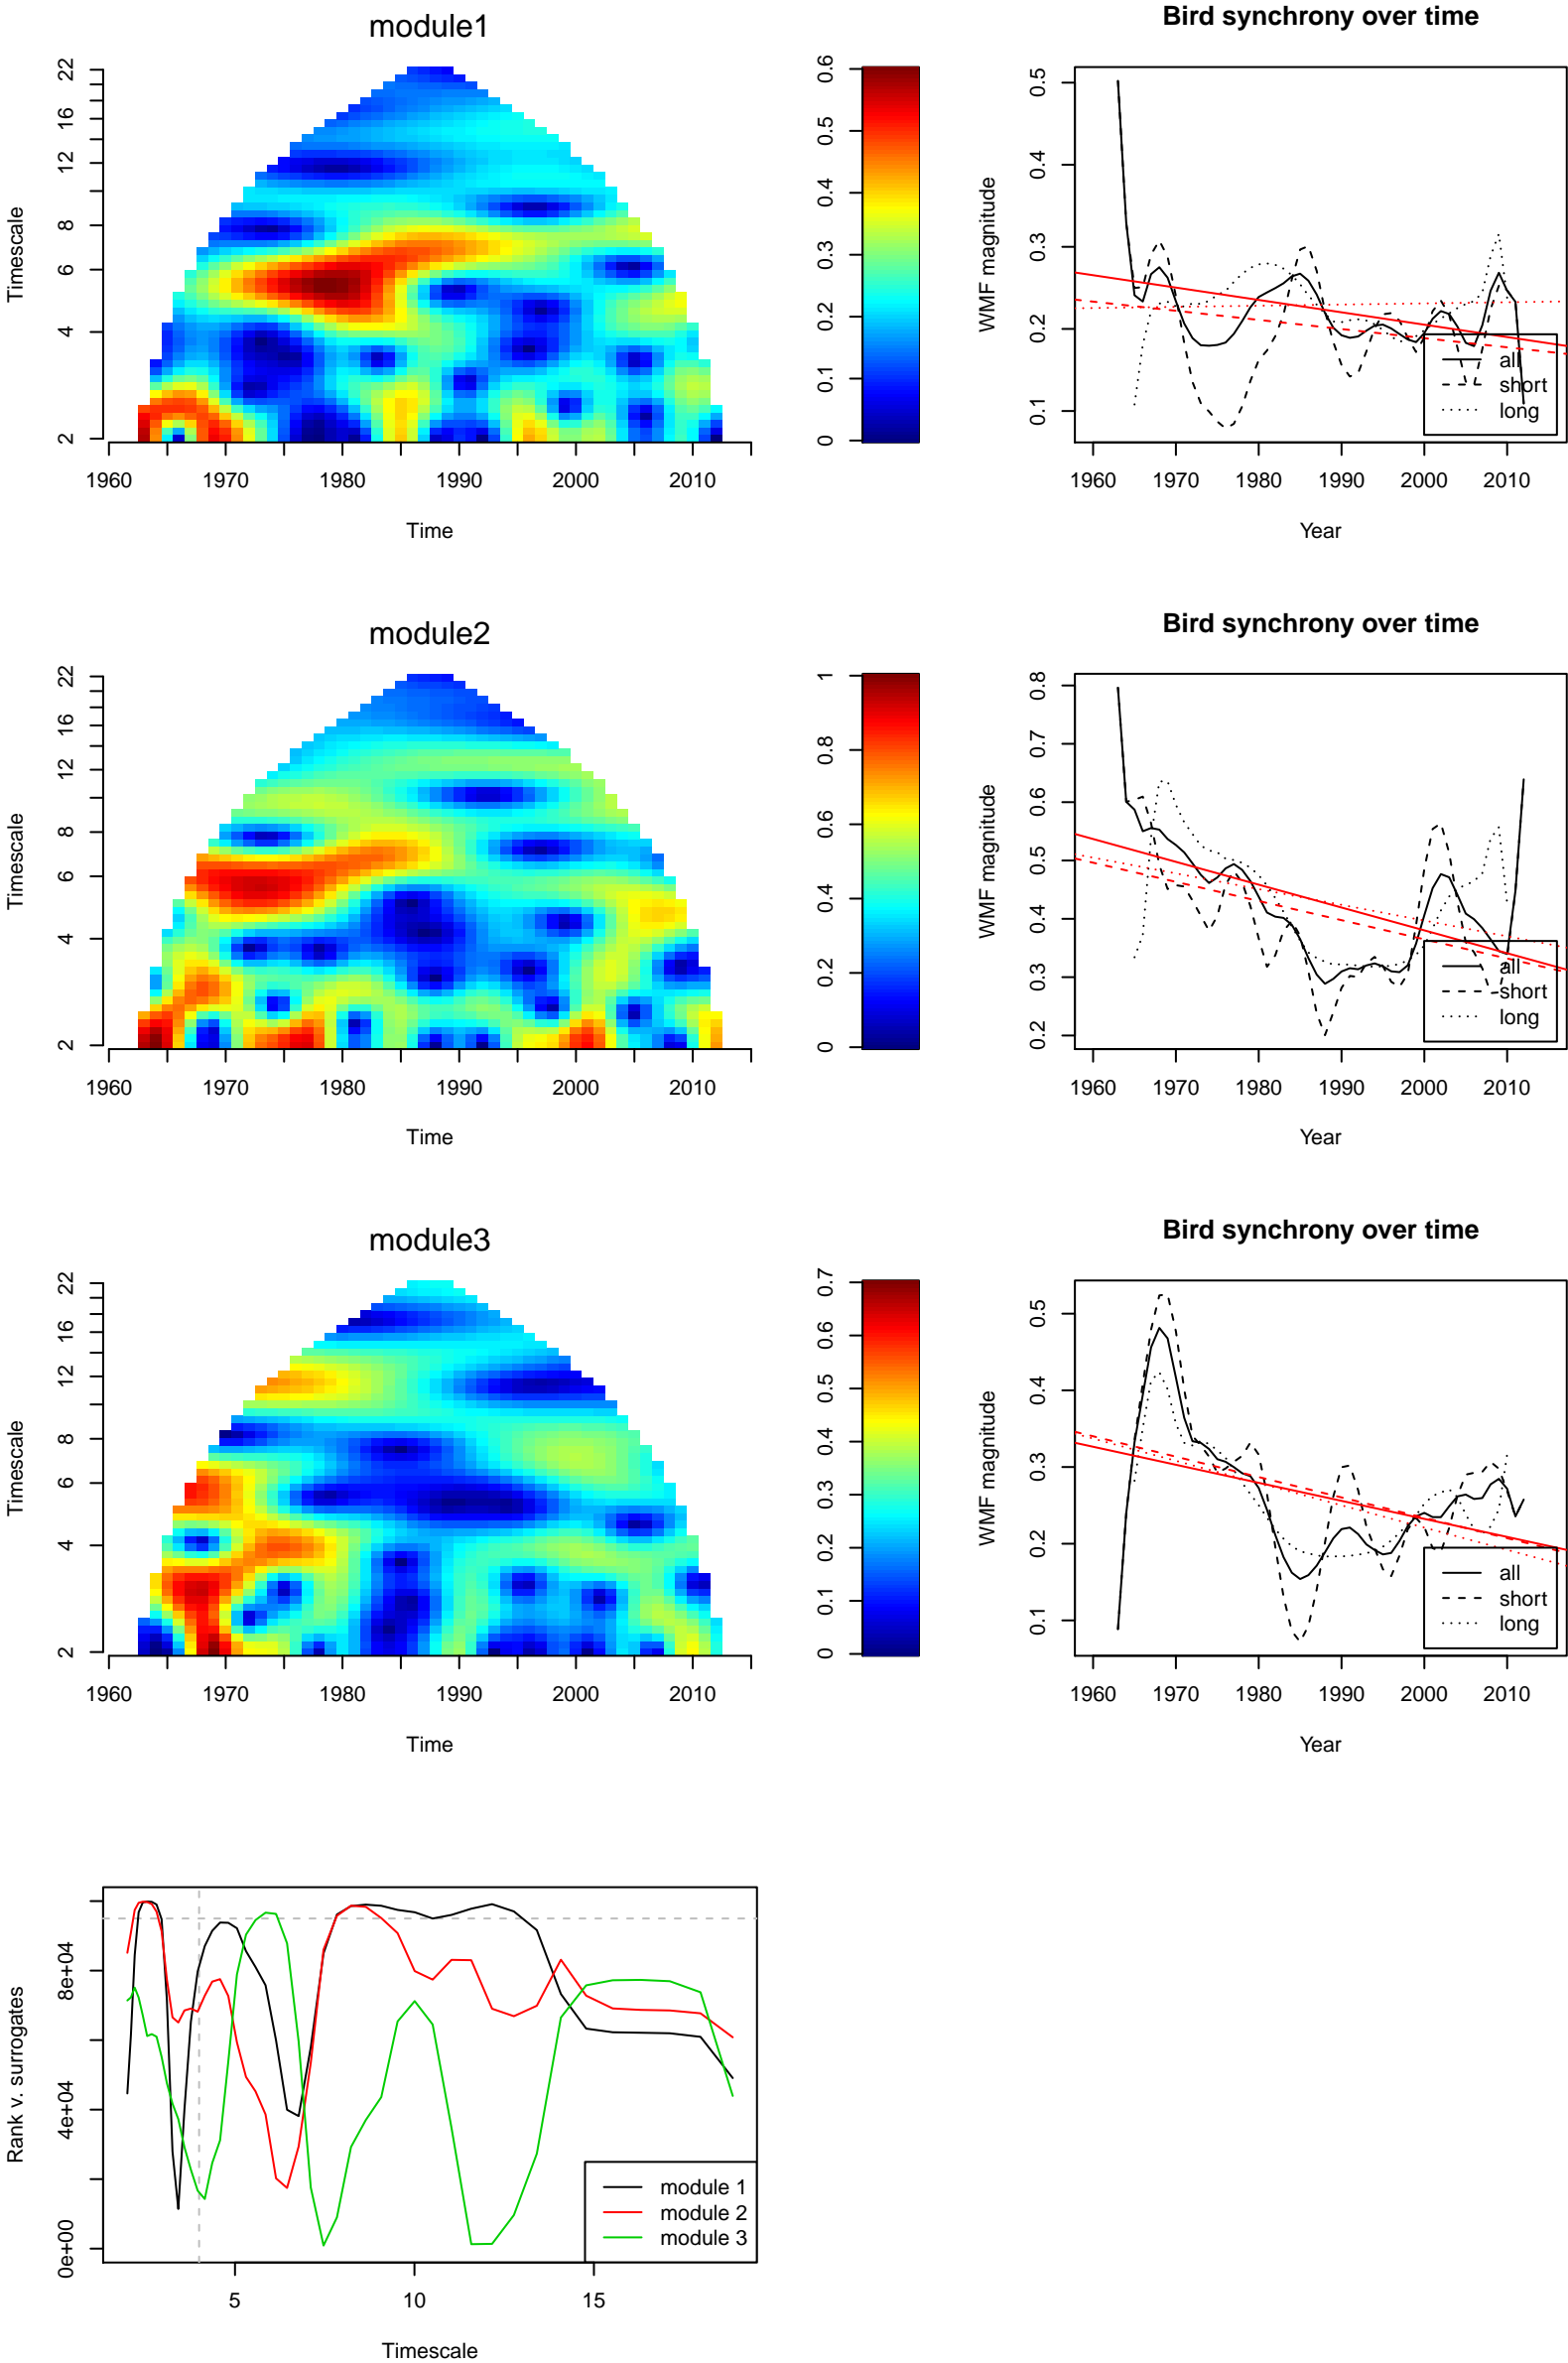 module1
Bird synchrony over time
Timescale
22
16
12
8
6
4
2
1960 1970 1980 1990 2000 2010
Time
0.6
0.5
0.4
0.3
0.2
0.1
0
WMF magnitude
0.5
0.4
0.3
0.2
0.1
all
short
long
1960 1970 1980 1990 2000 2010
Year
module2
Bird synchrony over time
Timescale
22
16
12
8
6
4
2
1960 1970 1980 1990 2000 2010
Time
1
0.8
0.6
0.4
0.2
0
WMF magnitude
0.8
0.7
0.6
0.5
0.4
0.3
0.2
all
short
long
1960 1970 1980 1990 2000 2010
Year
module3
Bird synchrony over time
Timescale
22
16
12
8
6
4
2
1960 1970 1980 1990 2000 2010
Time
0.7
0.6
0.5
0.4
0.3
0.2
0.1
0
WMF magnitude
0.5
0.4
0.3
0.2
0.1
all
short
long
1960 1970 1980 1990 2000 2010
Year
Rank v. surrogates
8e+04
4e+04
0e+00
module 1
module 2
module 3
5 10 15
Timescale